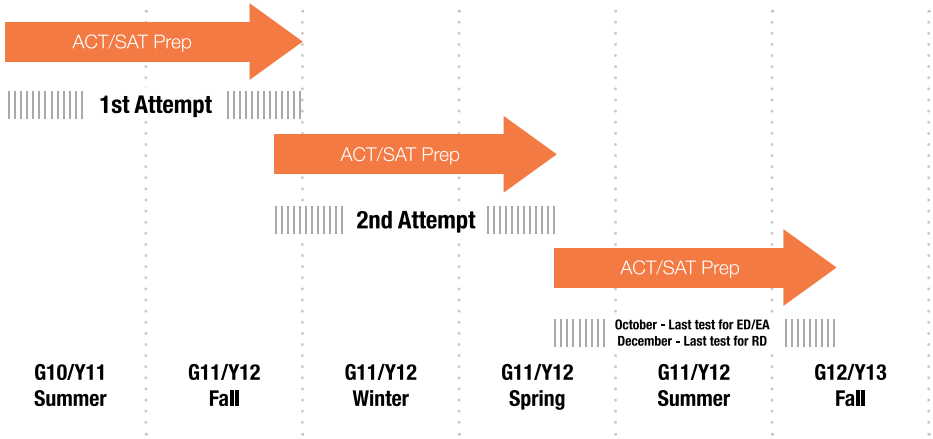 ACT/SAT Prep
1st Attempt
ACT/SAT Prep
2nd Attempt
ACT/SAT Prep
October - Last test for ED/EA
December - Last test for RD
G10/Y11
Summer
G11/Y12
Fall
G11/Y12
Winter
G11/Y12
Spring
G11/Y12
Summer
G12/Y13
Fall